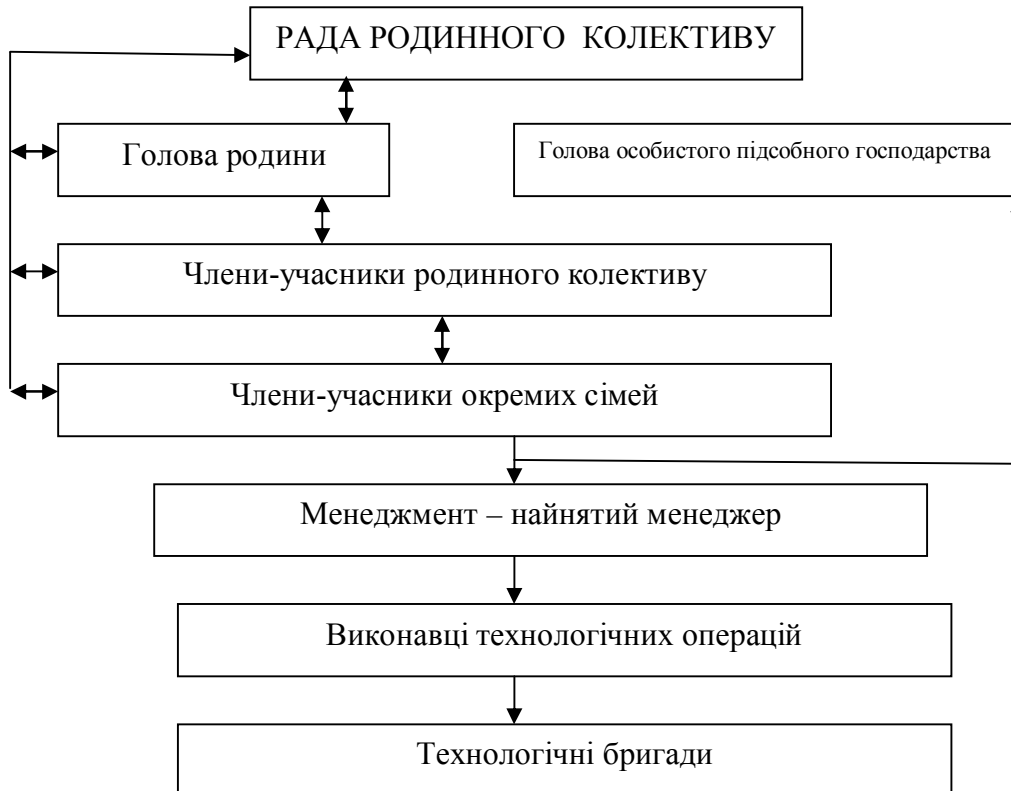 РАДА РОДИННОГО КОЛЕКТИВУ
Голова родини
Голова особистого підсобного господарства
Члени-учасники родинного колективу
Члени-учасники окремих сімей
Менеджмент – найнятий менеджер
Виконавці технологічних операцій
Технологічні бригади